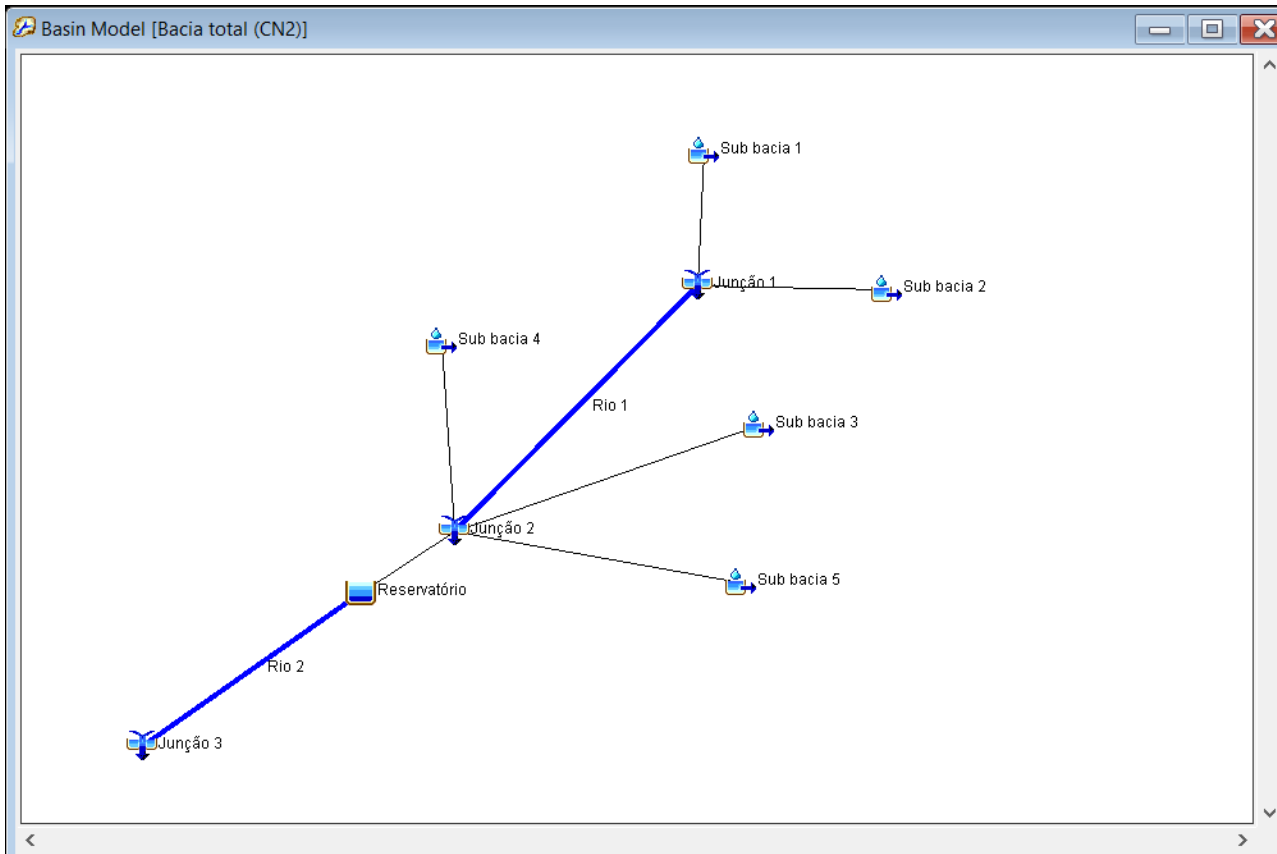 Basin Model [Bacia total (CN2)]
Sub bacia 1
Junção 1
Sub bacia 2
Sub bacia 4
Rio 1
Sub bacia 3
Junção 2
Sub bacia 5
Reservatório
Rio 2
Junção 3